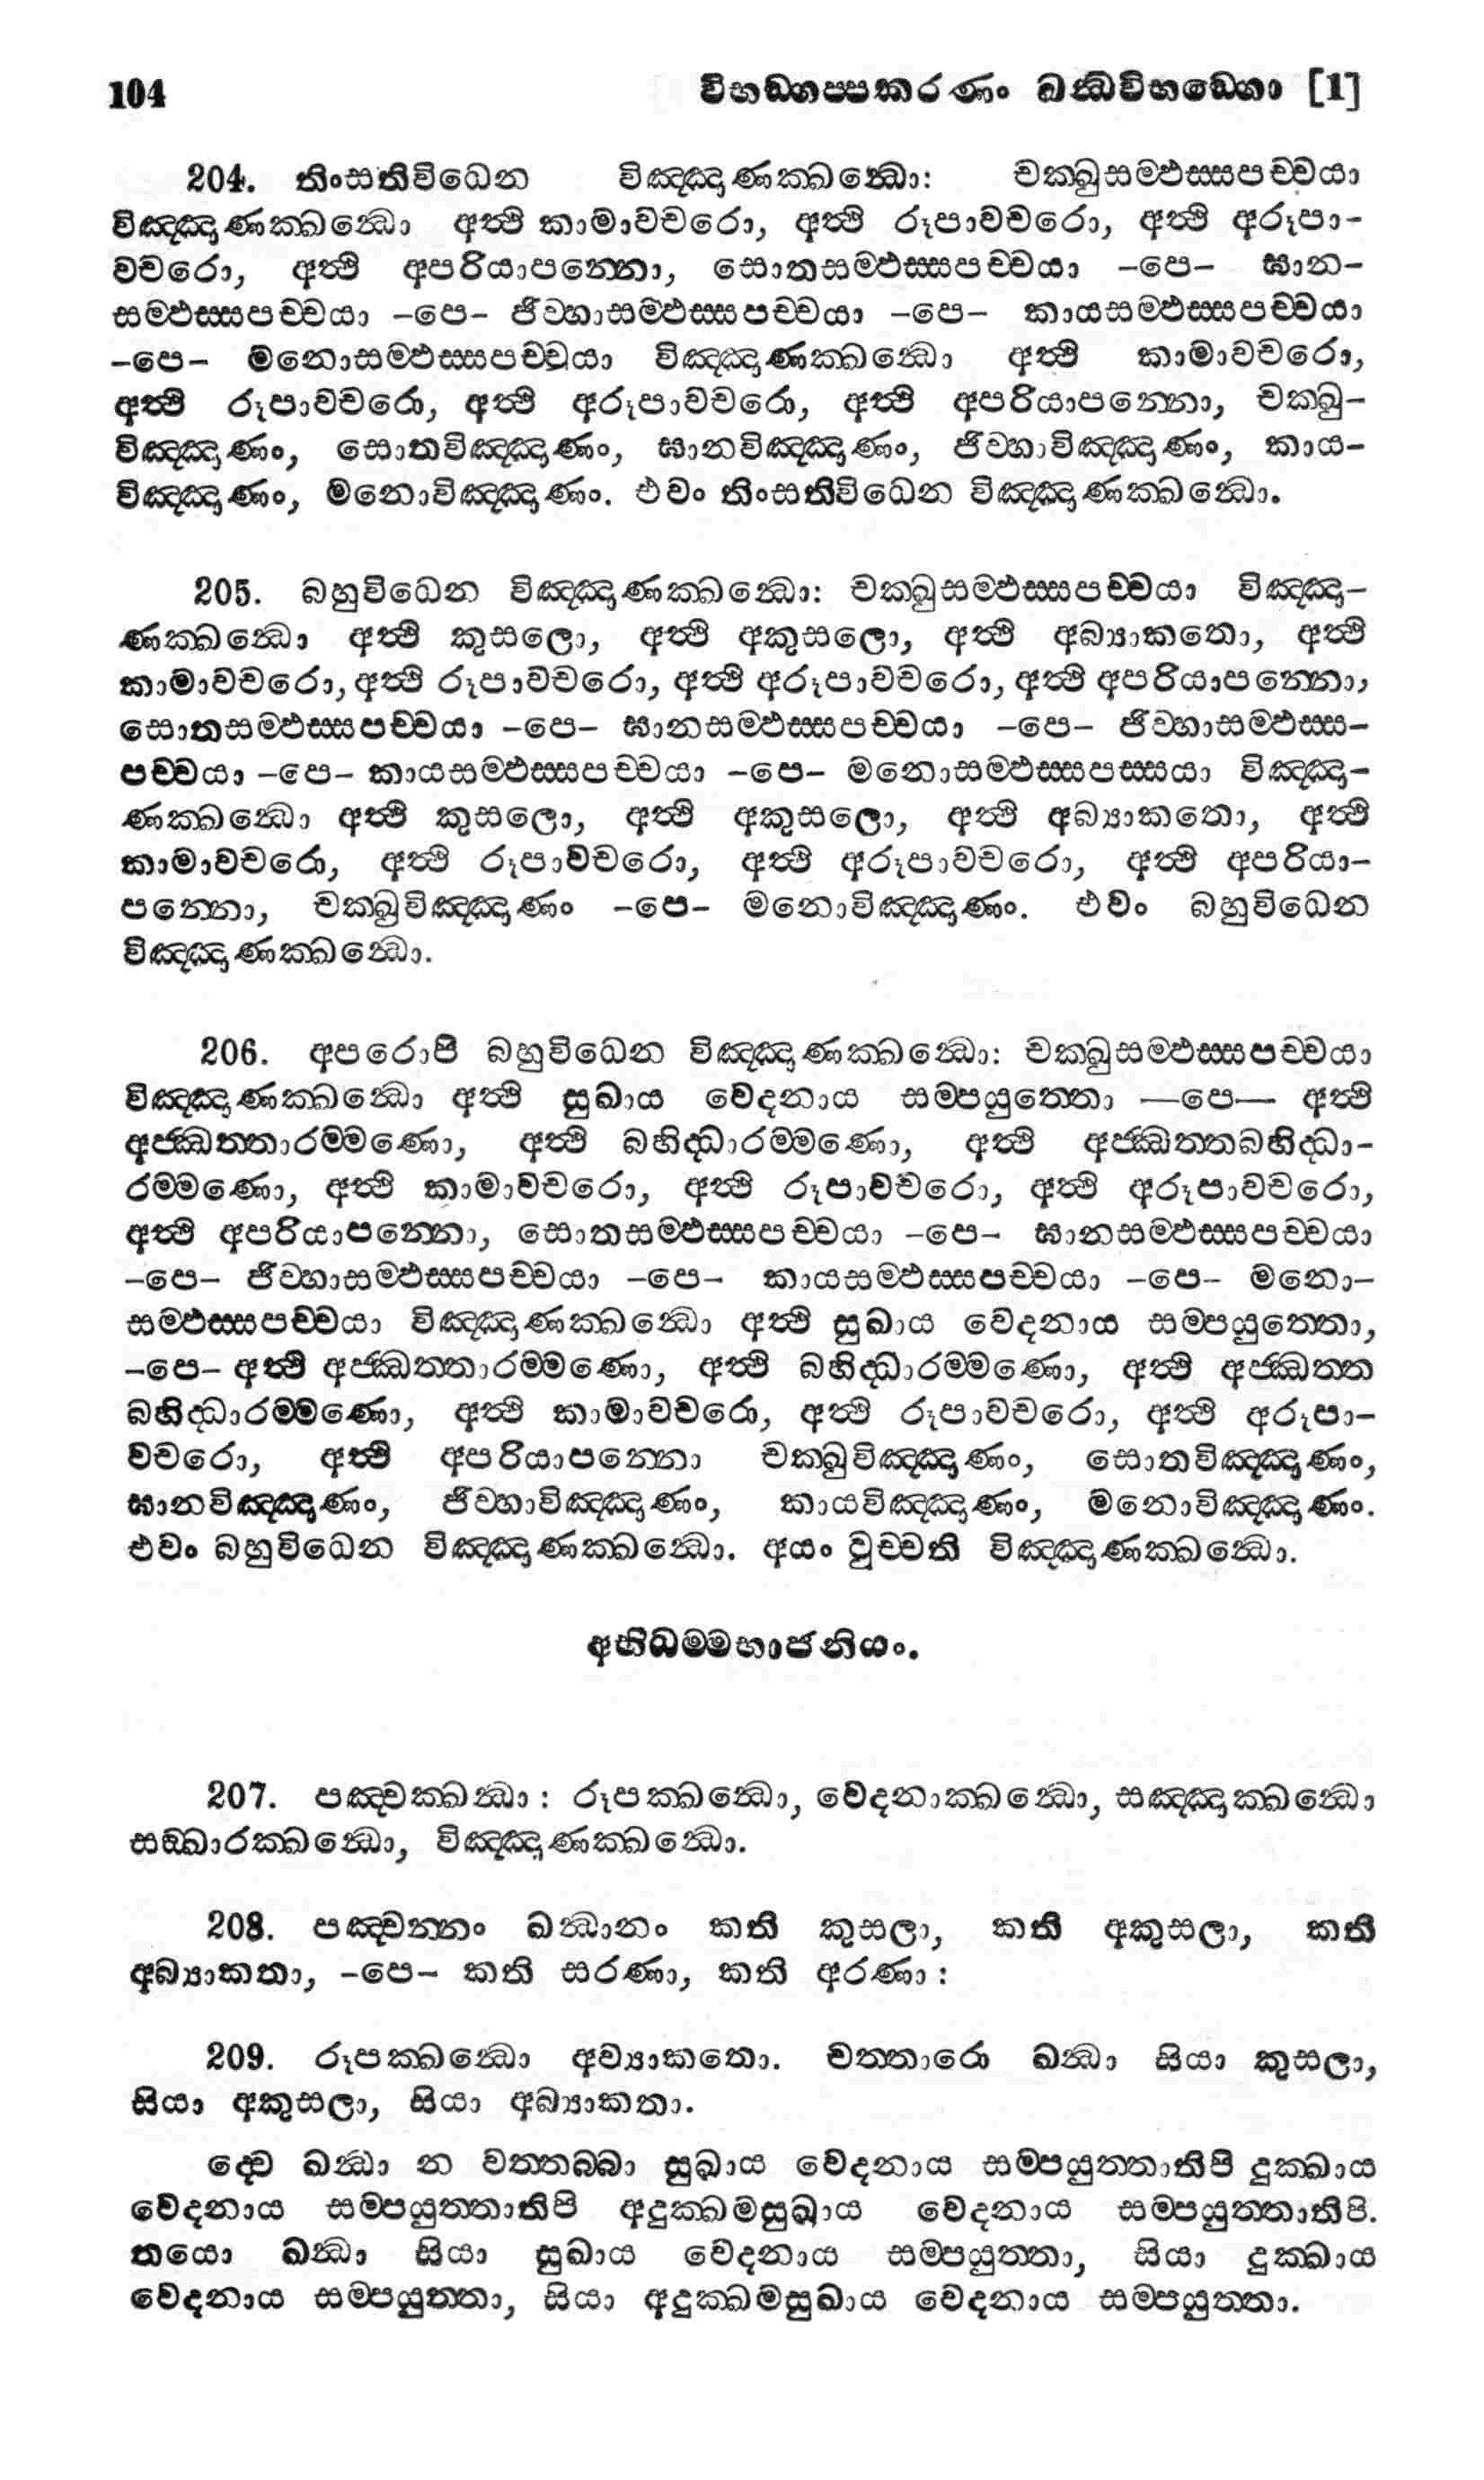 104 විභඞ්ගප්පකරණං ඛන්ධවිභඞ්ගො [1]
204. තිංසතිවිධෙන විඤ්ඤාණක්ඛන්ධො: චක්ඛුසම්ඵස්සපච්චයා
විඤ්ඤාණක්ඛන්ධො අත්ථි කාමාවචරො, අත්ථි රූපාවචරො, අත්ථි අරූපා-
වචරො, අත්ථි අපරියාපන්නො, සොතසම්ඵස්සපච්චයා -පෙ- ඝාන-
සම්ඵස්සපච්චයා -පෙ- ජිව්හාසම්ඵස්සපච්චයා -පෙ- කායසම්ඵස්සපච්චයා
-පෙ- මනොසම්ඵස්සපච්චයා විඤ්ඤාණක්ඛන්ධො අත්ථි කාමාවචරො,
අත්ථි රූපාවචරො, අත්ථි අරූපාවචරො, අත්ථි අපරියාපන්නො, චක්ඛු-
විඤ්ඤාණං, සොතවිඤ්ඤාණං, ඝානවිඤ්ඤාණං, ජිව්හාවිඤ්ඤාණං, කාය-
විඤ්ඤාණං, මනොවිඤ්ඤාණං. එවං තිංසතිවිධෙන විඤ්ඤාණක්ඛන්ධො.
205. බහුවිධෙන විඤ්ඤාණක්ඛන්ධො: චක්ඛුසම්ඵස්සපච්චයා විඤ්ඤා-
ණක්ඛන්ධො අත්ථි කුසලො, අත්ථි අකුසලො, අත්ථි අබ්‍යාකතො, අත්ථි
කාමාවචරො, අත්ථි රූපාවචරො, අත්ථි අරූපාවචරො, අත්ථි අපරියාපන්නො,
සොතසම්ඵස්සපච්චයා -පෙ- ඝානසම්ඵස්සපච්චයා -පෙ- ජිව්හාසම්ඵස්ස-
පච්චයා -පෙ- කායසම්ඵස්සපච්චයා -පෙ- මනොසම්ඵස්සපස්සයා විඤ්ඤා-
ණක්ඛන්ධො අත්ථි කුසලො, අත්ථි අකුසලො, අත්ථි අබ්‍යාකතො, අත්ථි
කාමාවචරො, අත්ථි රූපාවචරො, අත්ථි අරූපාවචරො, අත්ථි අපරියා-
පන්නො, චක්ඛුවිඤ්ඤාණං -පෙ- මනොවිඤ්ඤාණං. එවං බහුවිධෙන
විඤ්ඤාණක්ඛන්ධො.
206. අපරොපි බහුවිධෙන විඤ්ඤාණක්ඛන්ධො: චක්ඛුසම්ඵස්සපච්චයා
විඤ්ඤාණක්ඛන්ධො අත්ථි සුඛාය වෙදනාය සම්පයුත්තො —පෙ— අත්ථි
අජ්ඣත්තාරම්මණො, අත්ථි බහිද්ධාරම්මණො, අත්ථි අජ්ඣත්තබහිද්ධා-
රම්මණො, අත්ථි කාමාවචරො, අත්ථි රූපාවචරො, අත්ථි අරූපාවචරො,
අත්ථි අපරියාපන්නො, සොතසම්ඵස්සපච්චයා -පෙ- ඝානසම්ඵස්සපච්චයා
-පෙ- ජිව්හාසම්ඵස්සපච්චයා -පෙ- කායසම්ඵස්සපච්චයා -පෙ- මනො-
සම්ඵස්සපච්චයා විඤ්ඤාණක්ඛන්ධො අත්ථි සුඛාය වෙදනාය සම්පයුත්තො,
-පෙ- අත්ථි අජ්ඣත්තාරම්මණො, අත්ථි බහිද්ධාරම්මණො, අත්ථි අජ්ඣත්ත
බහිද්ධාරම්මණො, අත්ථි කාමාවචරො, අත්ථි රූපාවචරො, අත්ථි අරූපා-
වචරො, අත්ථි අපරියාපන්නො චක්ඛුවිඤ්ඤාණං, සොතවිඤ්ඤාණං,
ඝානවිඤ්ඤාණං, ජිව්හාවිඤ්ඤාණං, කායවිඤ්ඤාණං, මනොවිඤ්ඤාණං.
එවං බහුවිධෙන විඤ්ඤාණක්ඛන්ධො. අයං වුච්චති විඤ්ඤාණක්ඛන්ධො.
අභිධම්මභාජනියං.
207. පඤ්චක්ඛන්ධා : රූපක්ඛන්ධො, වෙදනාක්ඛන්ධො, සඤ්ඤාක්ඛන්ධො
සඞ්ඛාරක්ඛන්ධො, විඤ්ඤාණක්ඛන්ධො.
208. පඤ්චන්නං ඛන්ධානං කති කුසලා, කති අකුසලා, කති
අබ්‍යාකතා, -පෙ- කති සරණා, කති අරණා :
209. රූපක්ඛන්ධො අව්‍යාකතො. චත්තාරො ඛන්ධා සියා කුසලා,
සියා අකුසලා, සියා අබ්‍යාකතා.
ද්වෙ ඛන්ධා න වත්තබ්බා සුඛාය වෙදනාය සම්පයුත්තාතිපි දුක්ඛාය
වෙදනාය සම්පයුත්තාතිපි අදුක්ඛමසුඛාය වෙදනාය සම්පයුත්තාතිපි.
තයො ඛන්ධා සියා සුඛාය වෙදනාය සම්පයුත්තා, සියා දුක්ඛාය
වෙදනාය සම්පයුත්තා, සියා අදුක්ඛමසුඛාය වෙදනාය සම්පයුත්තා.